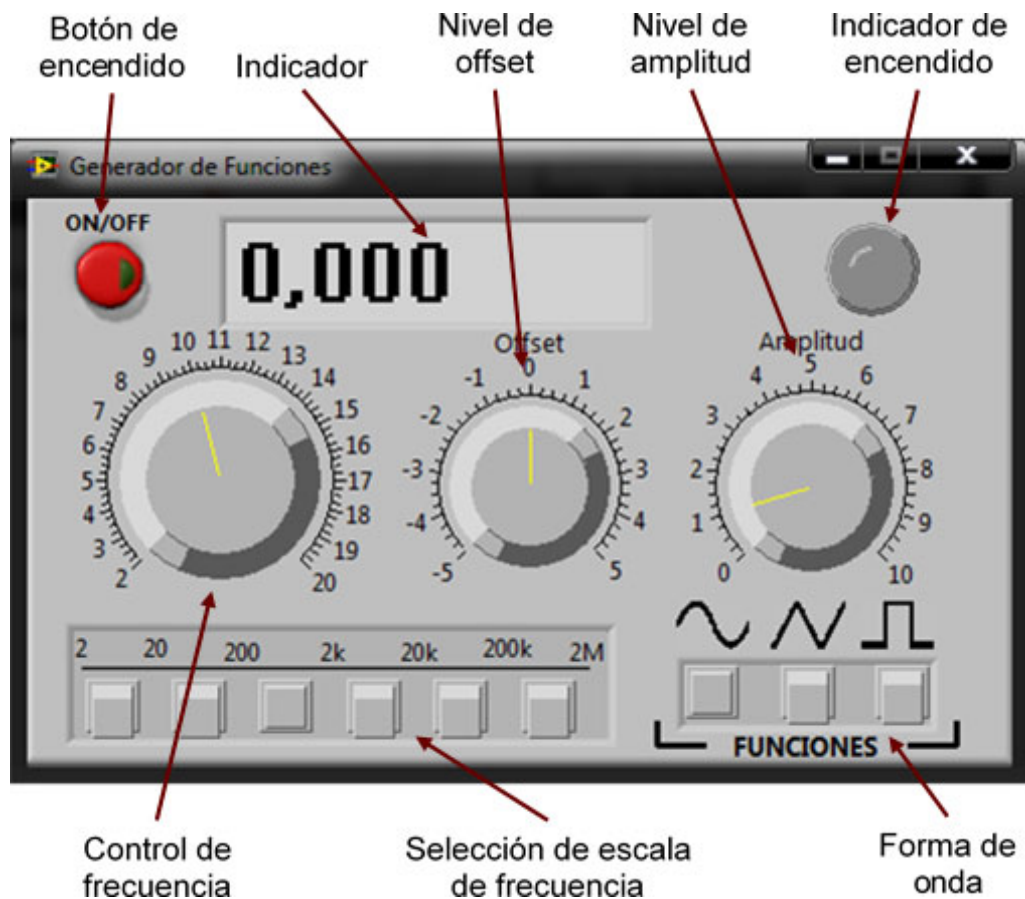 Botón de
encendido
Indicador
Nivel de
offset
Nivel de
amplitud
Indicador de
encendido
Generador de Funciones
X
ON/OFF
0,000
2 3 4 5 6 7 8 9 10 11 12 13 14 15 16 17 18 19 20
Offset
-5 -4 -3 -2 -1 0 1 2 3 4 5
Amplitud
0 1 2 3 4 5 6 7 8 9 10
2 20 200 2k 20k 200k 2M
FUNCIONES
Control de
frecuencia
Selección de escala
de frecuencia
Forma de
onda